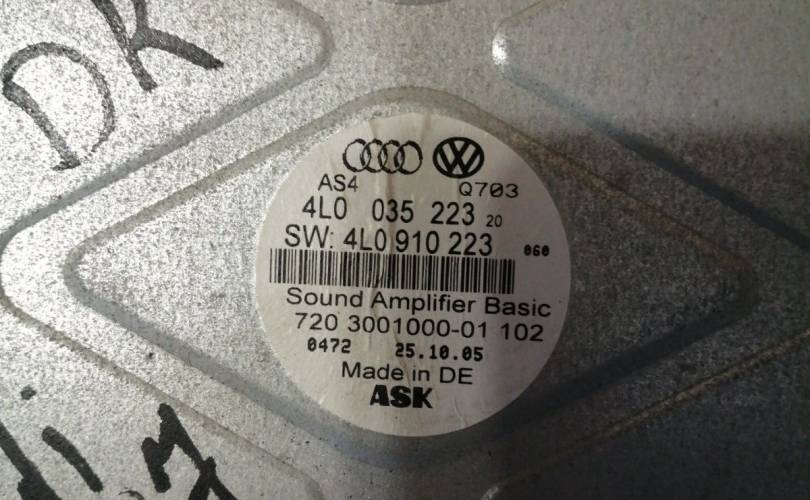 DR
AS4 Q703
4L0 035 223 20
SW: 4L0 910 223 060
Sound Amplifier Basic
720 3001000-01 102
0472 25.10.05
Made in DE
ASK